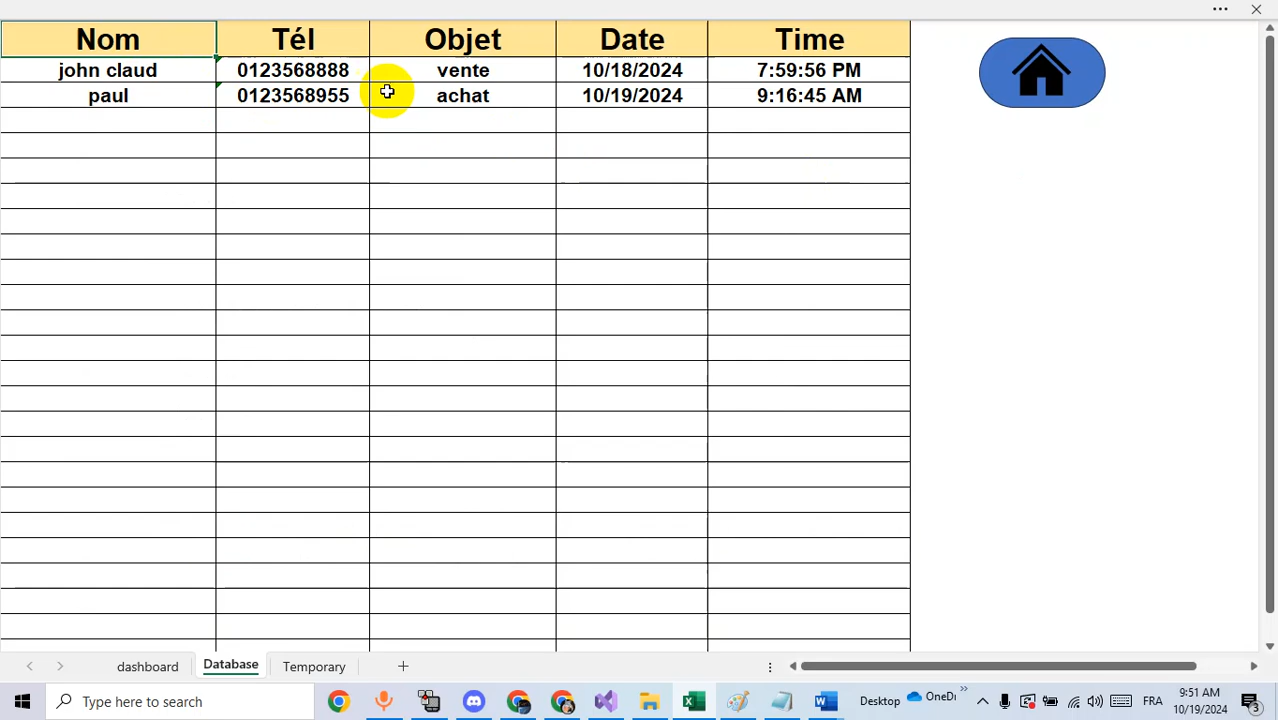 Nom Tél Objet Date Time
john claud 0123568888 vente 10/18/2024 7:59:56 PM
paul 0123568955 achat 10/19/2024 9:16:45 AM
dashboard Database Temporary
Type here to search Desktop OneDi FRA 9:51 AM
10/19/2024 3